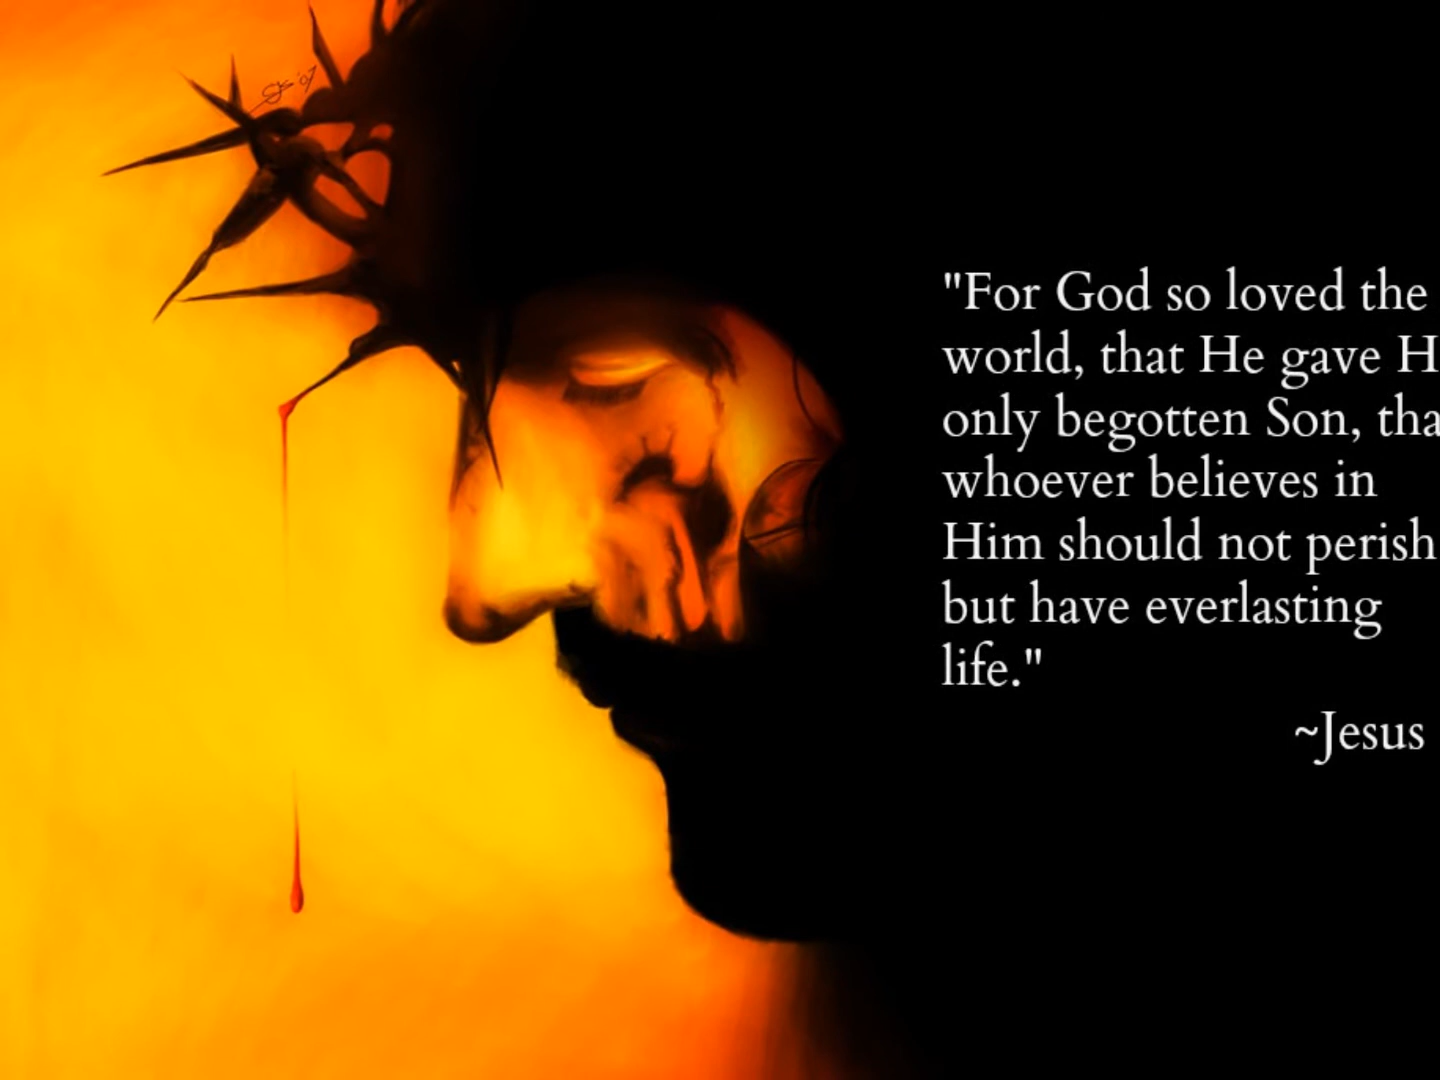 "For God so loved the
world, that He gave H
only begotten Son, tha
whoever believes in
Him should not perish
but have everlasting
life."
~Jesus